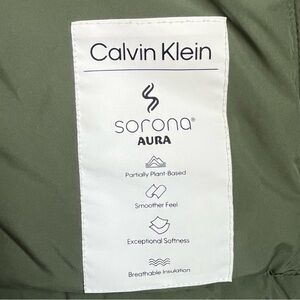 Calvin Klein
sorona®
AURA
Partially Plant-Based
Smoother Feel
Exceptional Softness
Breathable Insulation